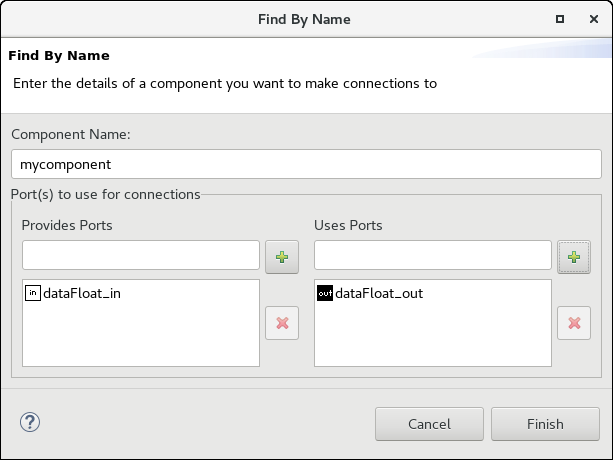 Find By Name
Find By Name
Enter the details of a component you want to make connections to
Component Name:
mycomponent
Port(s) to use for connections
Provides Ports
Uses Ports
in dataFloat_in
out dataFloat_out
Cancel
Finish